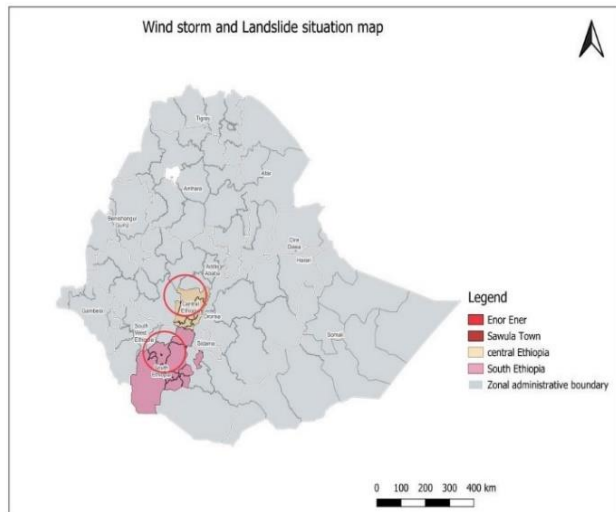 Wind storm and Landslide situation map
Tigray
Afar
Amhara
Benishangul
Gumz
Dire
Dawa
Harari
Addis
Ababa
Gambela
Central
Ethiopia
Oromia
South
West
Ethiopia
Sidama
Somali
South
Ethiopia
Legend
Enor Ener
Sawula Town
central Ethiopia
South Ethiopia
Zonal administrative boundary
0 100 200 300 400 km